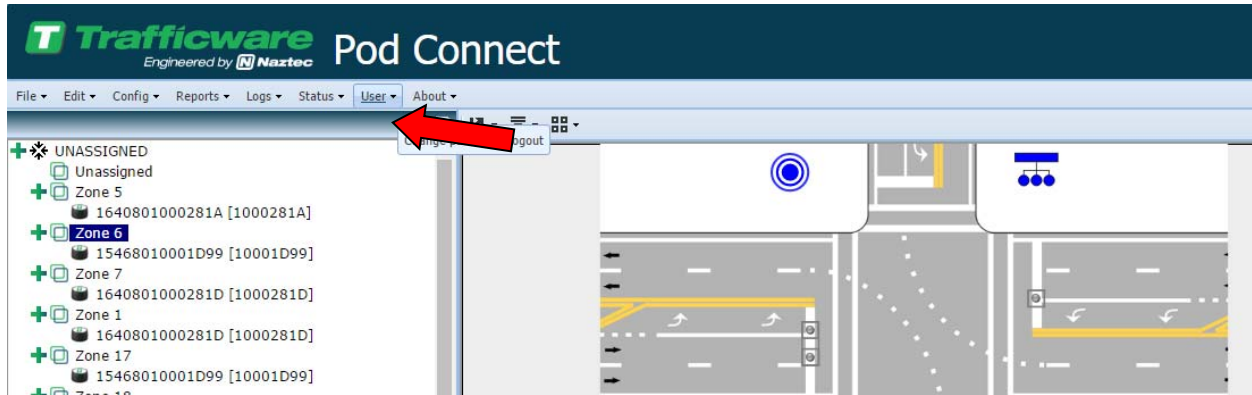 T Trafficware Pod Connect
Engineered by N Naztec
File Edit Config Reports Logs Status User About
Change p ogout
UNASSIGNED
Unassigned
Zone 5
1640801000281A [1000281A]
Zone 6
15468010001D99 [10001D99]
Zone 7
1640801000281D [1000281D]
Zone 1
1640801000281D [1000281D]
Zone 17
15468010001D99 [10001D99]